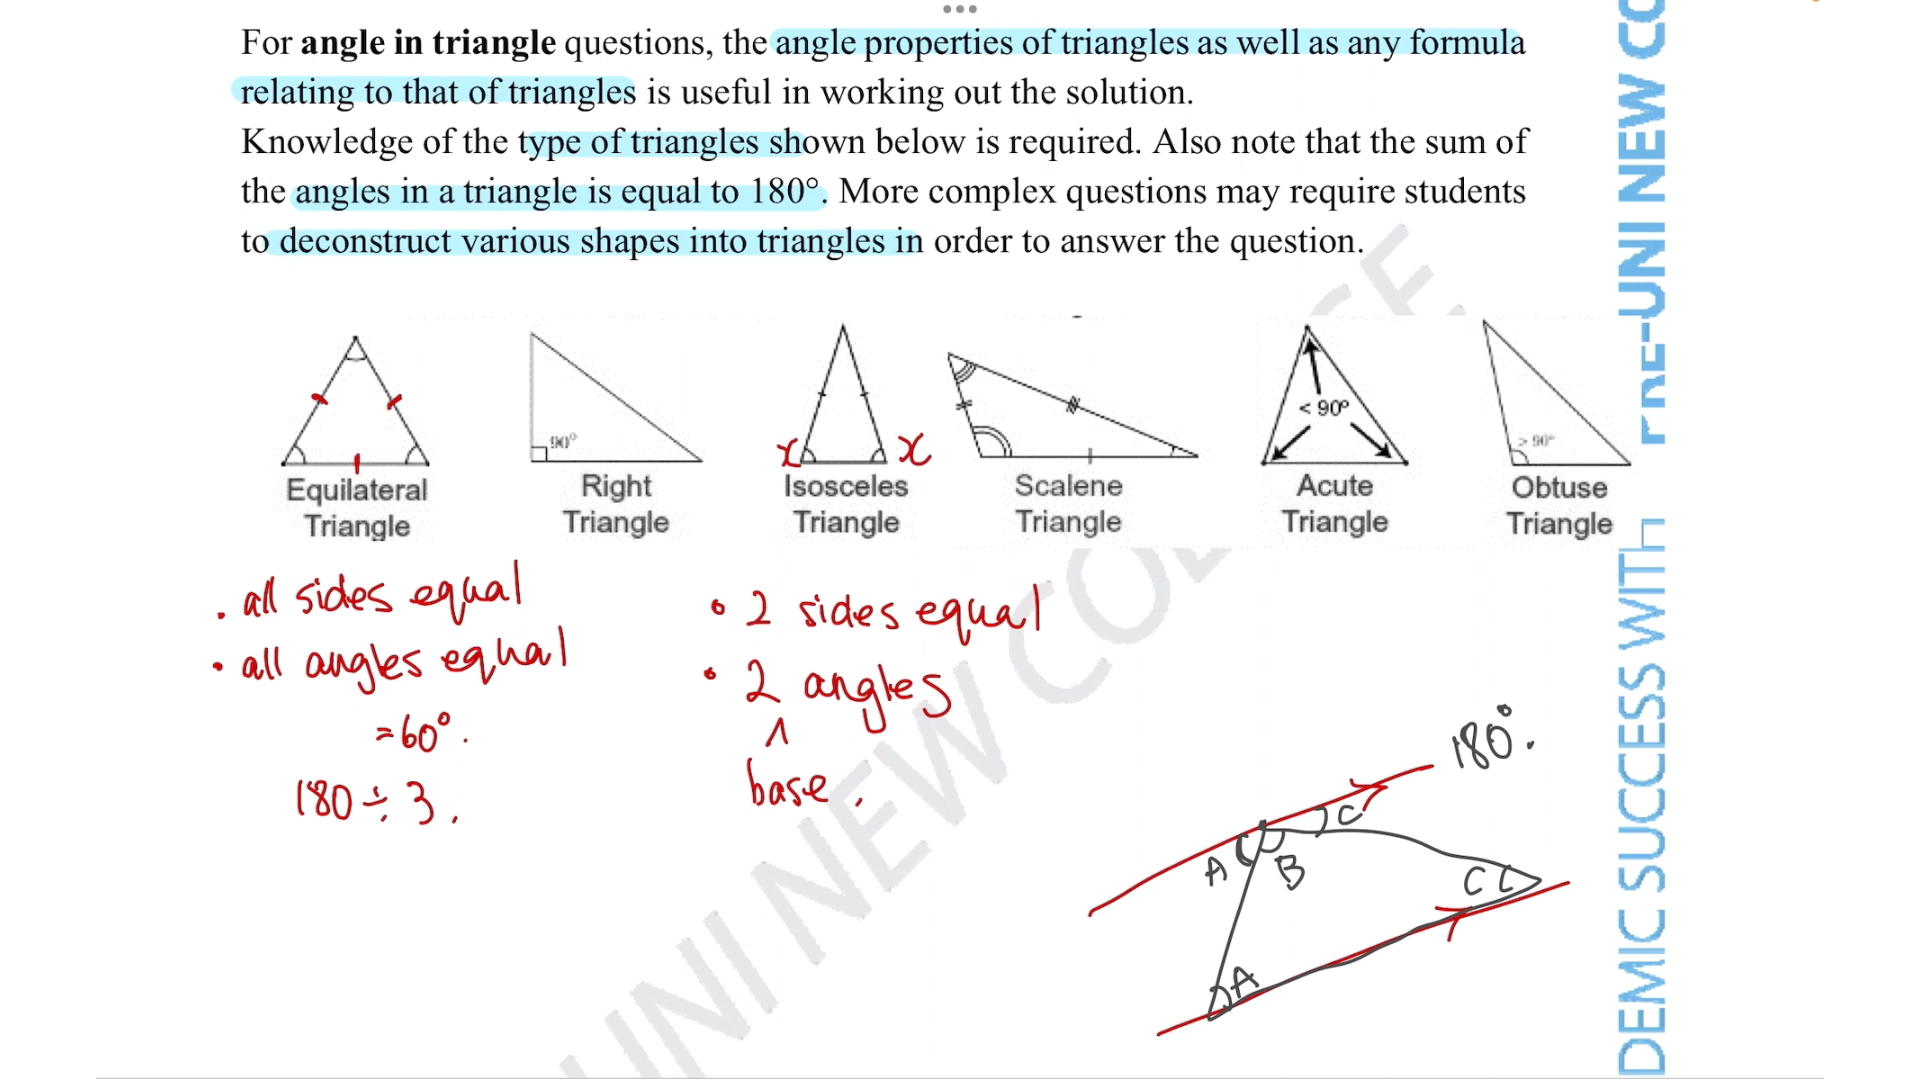 For angle in triangle questions, the angle properties of triangles as well as any formula
relating to that of triangles is useful in working out the solution.
Knowledge of the type of triangles shown below is required. Also note that the sum of
the angles in a triangle is equal to 180°. More complex questions may require students
to deconstruct various shapes into triangles in order to answer the question.
90°
x x
< 90°
> 90°
Equilateral
Triangle
Right
Triangle
Isosceles
Triangle
Scalene
Triangle
Acute
Triangle
Obtuse
Triangle
• all sides equal
• all angles equal
= 60°.
180 ÷ 3.
• 2 sides equal
• 2 angles
^
base.
180°.
A B C
C
A
UNI NEW COLLEGE
DEMIC SUCCESS WITH PRE-UNI NEW CO